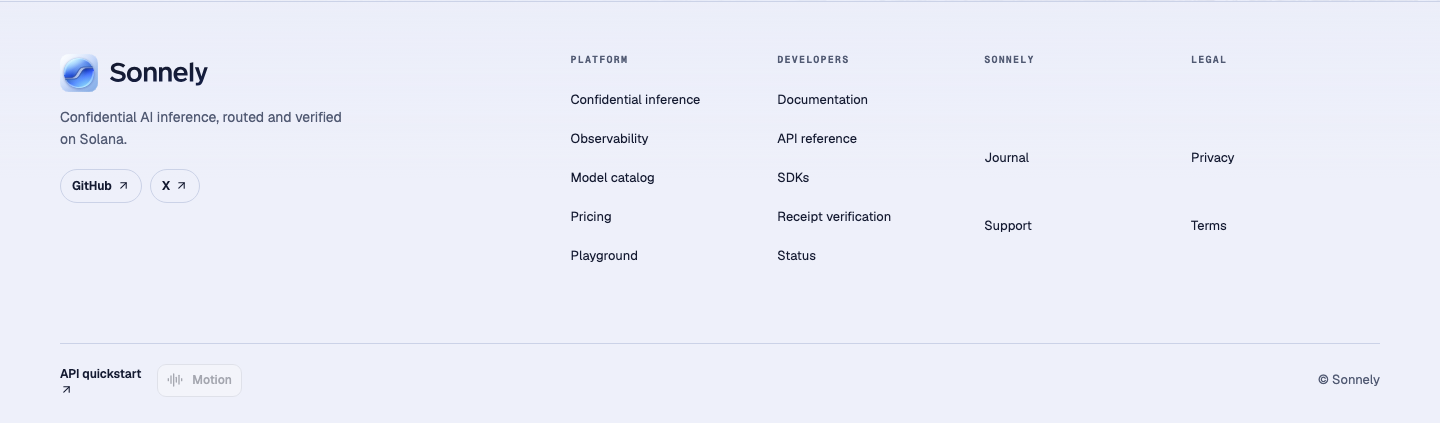 Sonnely
Confidential AI inference, routed and verified
on Solana.
GitHub
X
PLATFORM
Confidential inference
Observability
Model catalog
Pricing
Playground
DEVELOPERS
Documentation
API reference
SDKs
Receipt verification
Status
SONNELY
Journal
Support
LEGAL
Privacy
Terms
API quickstart
Motion
© Sonnely